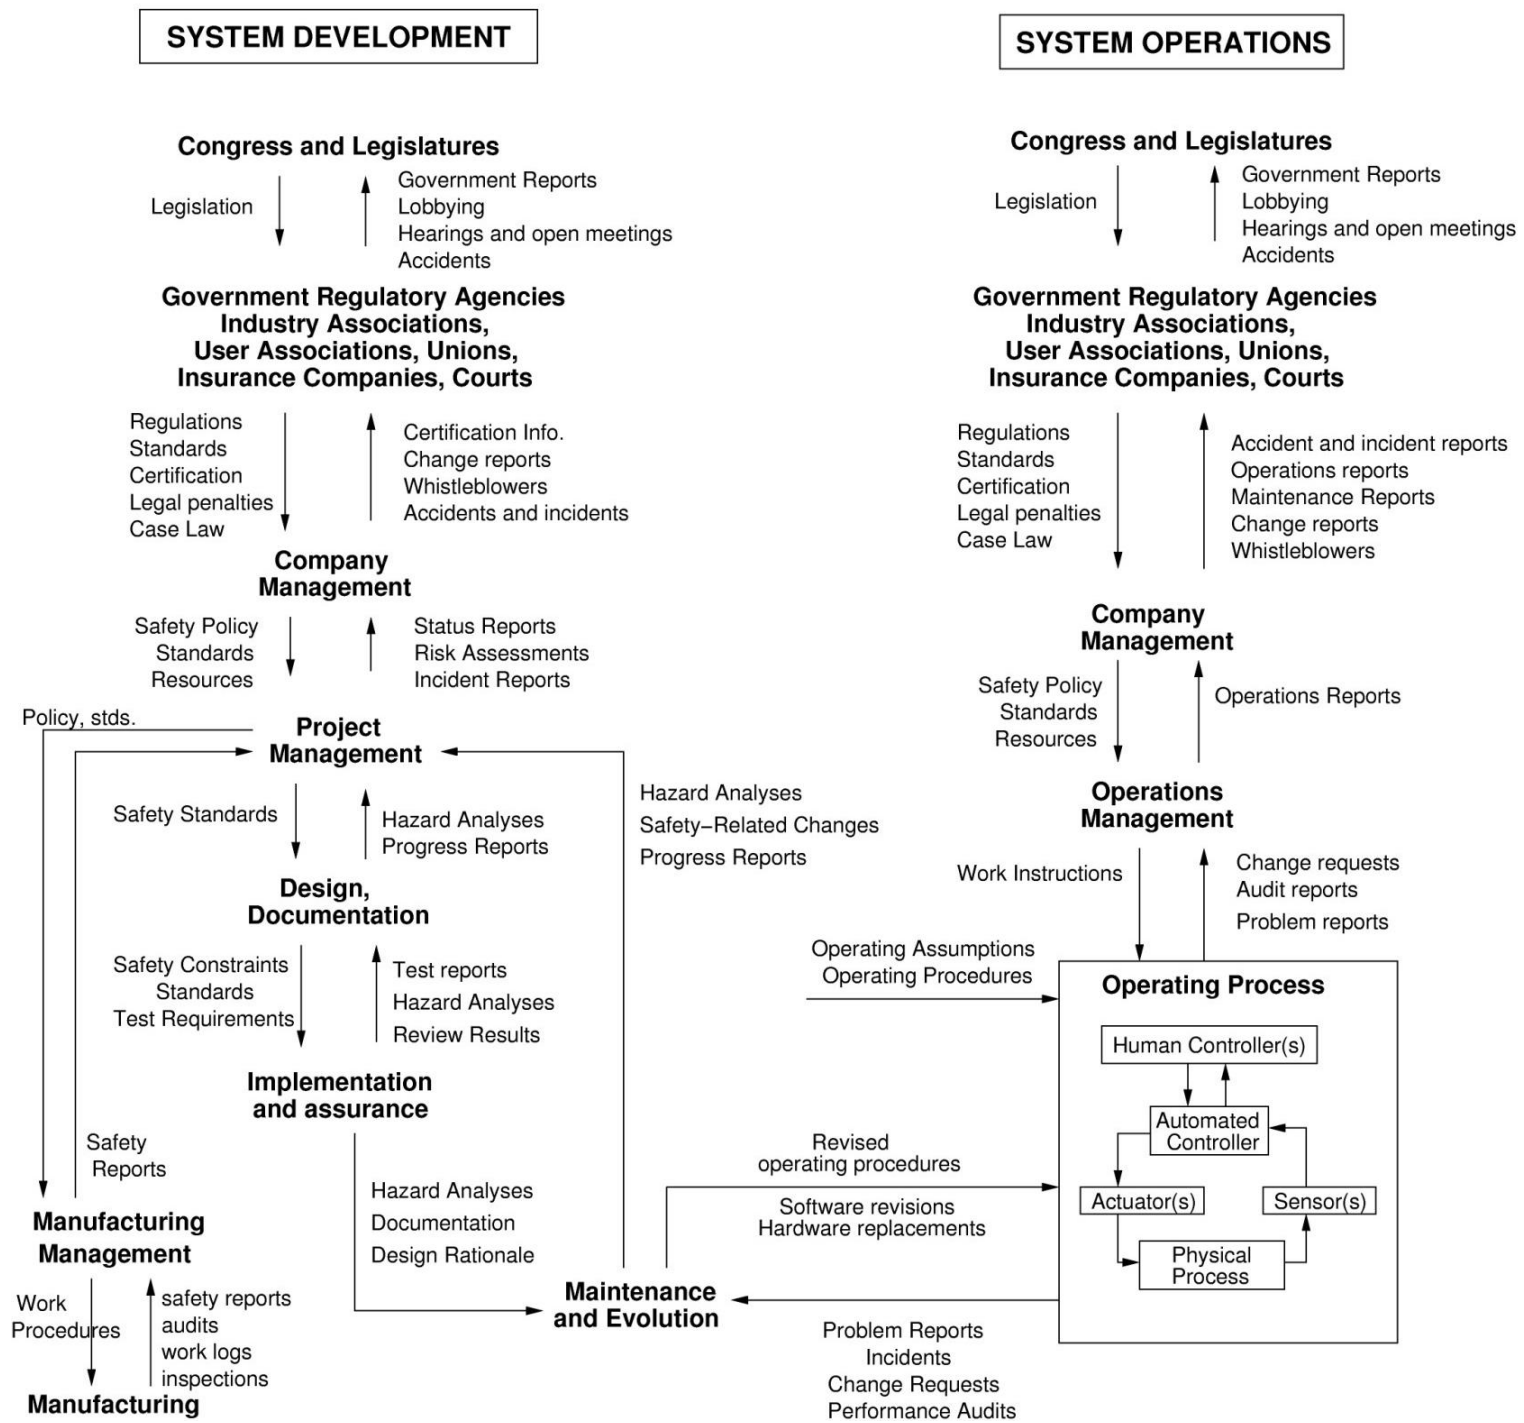 SYSTEM DEVELOPMENT
Congress and Legislatures
Legislation
Government Reports
Lobbying
Hearings and open meetings
Accidents
Government Regulatory Agencies
Industry Associations,
User Associations, Unions,
Insurance Companies, Courts
Regulations
Standards
Certification
Legal penalties
Case Law
Certification Info.
Change reports
Whistleblowers
Accidents and incidents
Company
Management
Safety Policy
Standards
Resources
Status Reports
Risk Assessments
Incident Reports
Policy, stds.
Project
Management
Safety Standards
Hazard Analyses
Progress Reports
Hazard Analyses
Safety−Related Changes
Progress Reports
Design,
Documentation
Safety Constraints
Standards
Test Requirements
Test reports
Hazard Analyses
Review Results
Implementation
and assurance
Safety
Reports
Hazard Analyses
Documentation
Design Rationale
Manufacturing
Management
Work
Procedures
safety reports
audits
work logs
inspections
Manufacturing
Maintenance
and Evolution
SYSTEM OPERATIONS
Congress and Legislatures
Legislation
Government Reports
Lobbying
Hearings and open meetings
Accidents
Government Regulatory Agencies
Industry Associations,
User Associations, Unions,
Insurance Companies, Courts
Regulations
Standards
Certification
Legal penalties
Case Law
Accident and incident reports
Operations reports
Maintenance Reports
Change reports
Whistleblowers
Company
Management
Safety Policy
Standards
Resources
Operations Reports
Operations
Management
Work Instructions
Change requests
Audit reports
Problem reports
Operating Assumptions
Operating Procedures
Operating Process
Human Controller(s)
Automated
Controller
Actuator(s)
Sensor(s)
Physical
Process
Revised
operating procedures
Software revisions
Hardware replacements
Problem Reports
Incidents
Change Requests
Performance Audits